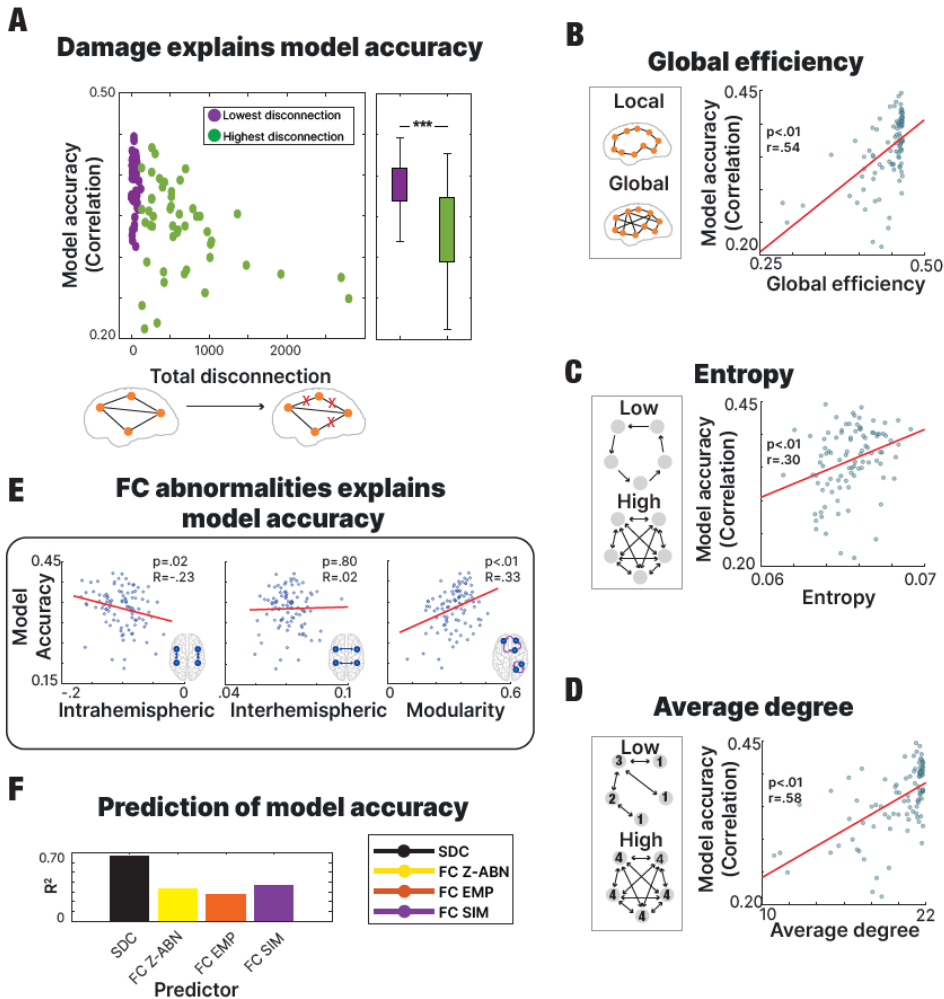 A
Damage explains model accuracy
0.50
Lowest disconnection
Highest disconnection
***
Model accuracy
(Correlation)
0.20
0
1000
2000
Total disconnection
X X
X
B
Global efficiency
Local
Global
0.45
p<.01
r=.54
Model accuracy
(Correlation)
0.20
0.25
0.50
Global efficiency
C
Entropy
Low
High
0.45
p<.01
r=.30
Model accuracy
(Correlation)
0.20
0.06
0.07
Entropy
E
FC abnormalities explains
model accuracy
0.45
Model
Accuracy
0.15
p=.02
R=-.23
-.2
0
Intrahemispheric
p=.80
R=.02
.04
0.1
Interhemispheric
p<.01
R=.33
0
0.6
Modularity
D
Average degree
Low
3 1
2 1
1
High
4 4
4 4
4
0.45
p<.01
r=.58
Model accuracy
(Correlation)
0.20
10
22
Average degree
F
Prediction of model accuracy
0.70
R²
0
SDC
FC Z-ABN
FC EMP
FC SIM
Predictor
SDC
FC Z-ABN
FC EMP
FC SIM